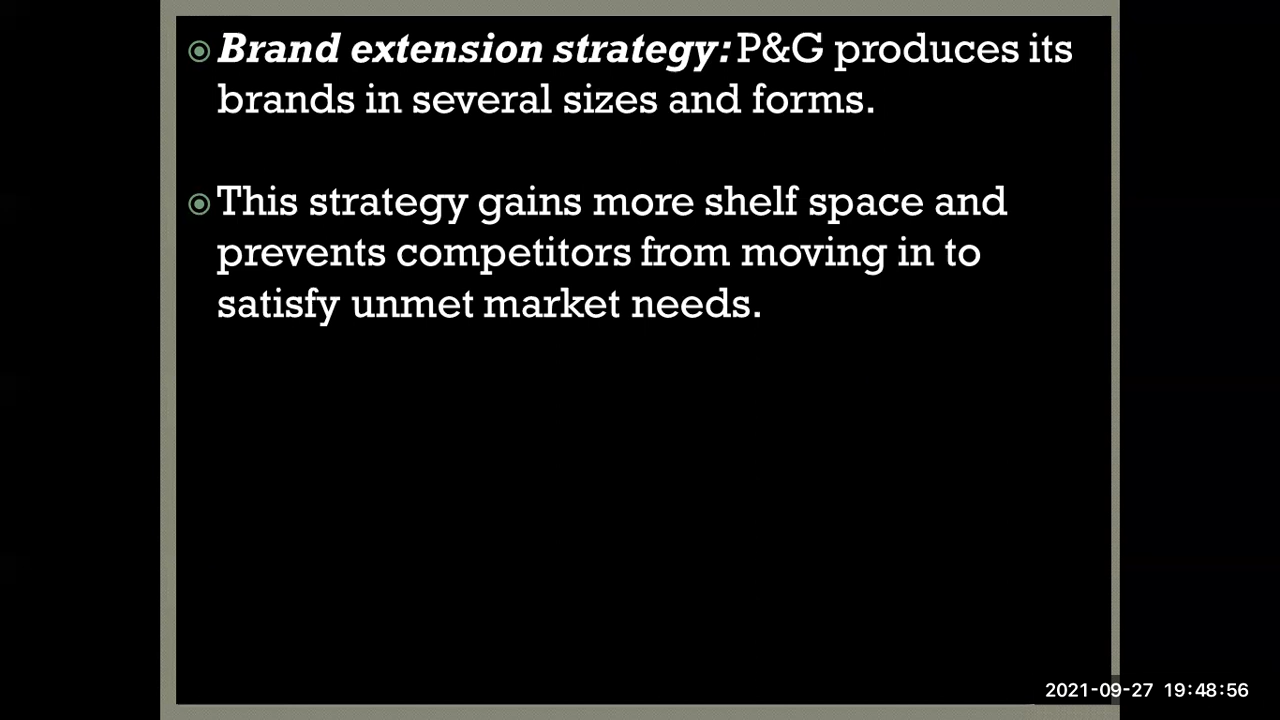 Brand extension strategy: P&G produces its
brands in several sizes and forms.
This strategy gains more shelf space and
prevents competitors from moving in to
satisfy unmet market needs.
2021-09-27 19:48:56